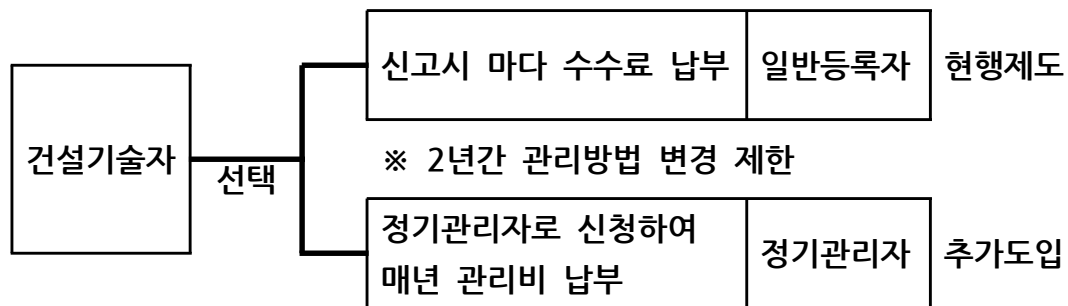 신고시 마다 수수료 납부 일반등록자 현행제도
건설기술자
선택
※ 2년간 관리방법 변경 제한
정기관리자로 신청하여
매년 관리비 납부
정기관리자 추가도입